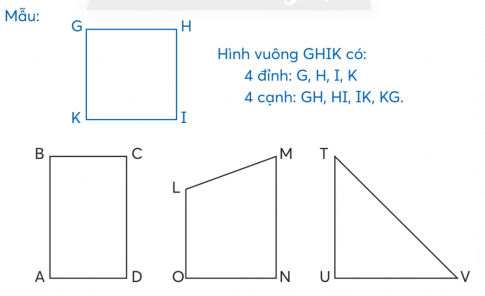 Mẫu:
G H
Hình vuông GHIK có:
4 đỉnh: G, H, I, K
4 cạnh: GH, HI, IK, KG.
K I
B C M T
L
A D O N U V